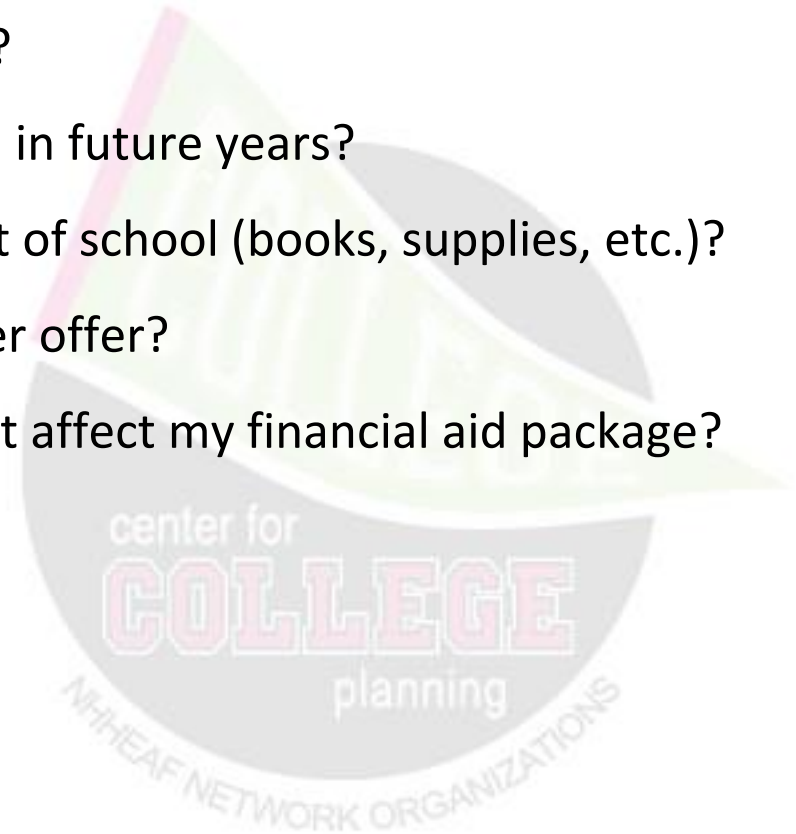 ?
in future years?
t of school (books, supplies, etc.)?
er offer?
t affect my financial aid package?
COLLEGE
center for
COLLEGE
planning
NHHEAF NETWORK ORGANIZATIONS